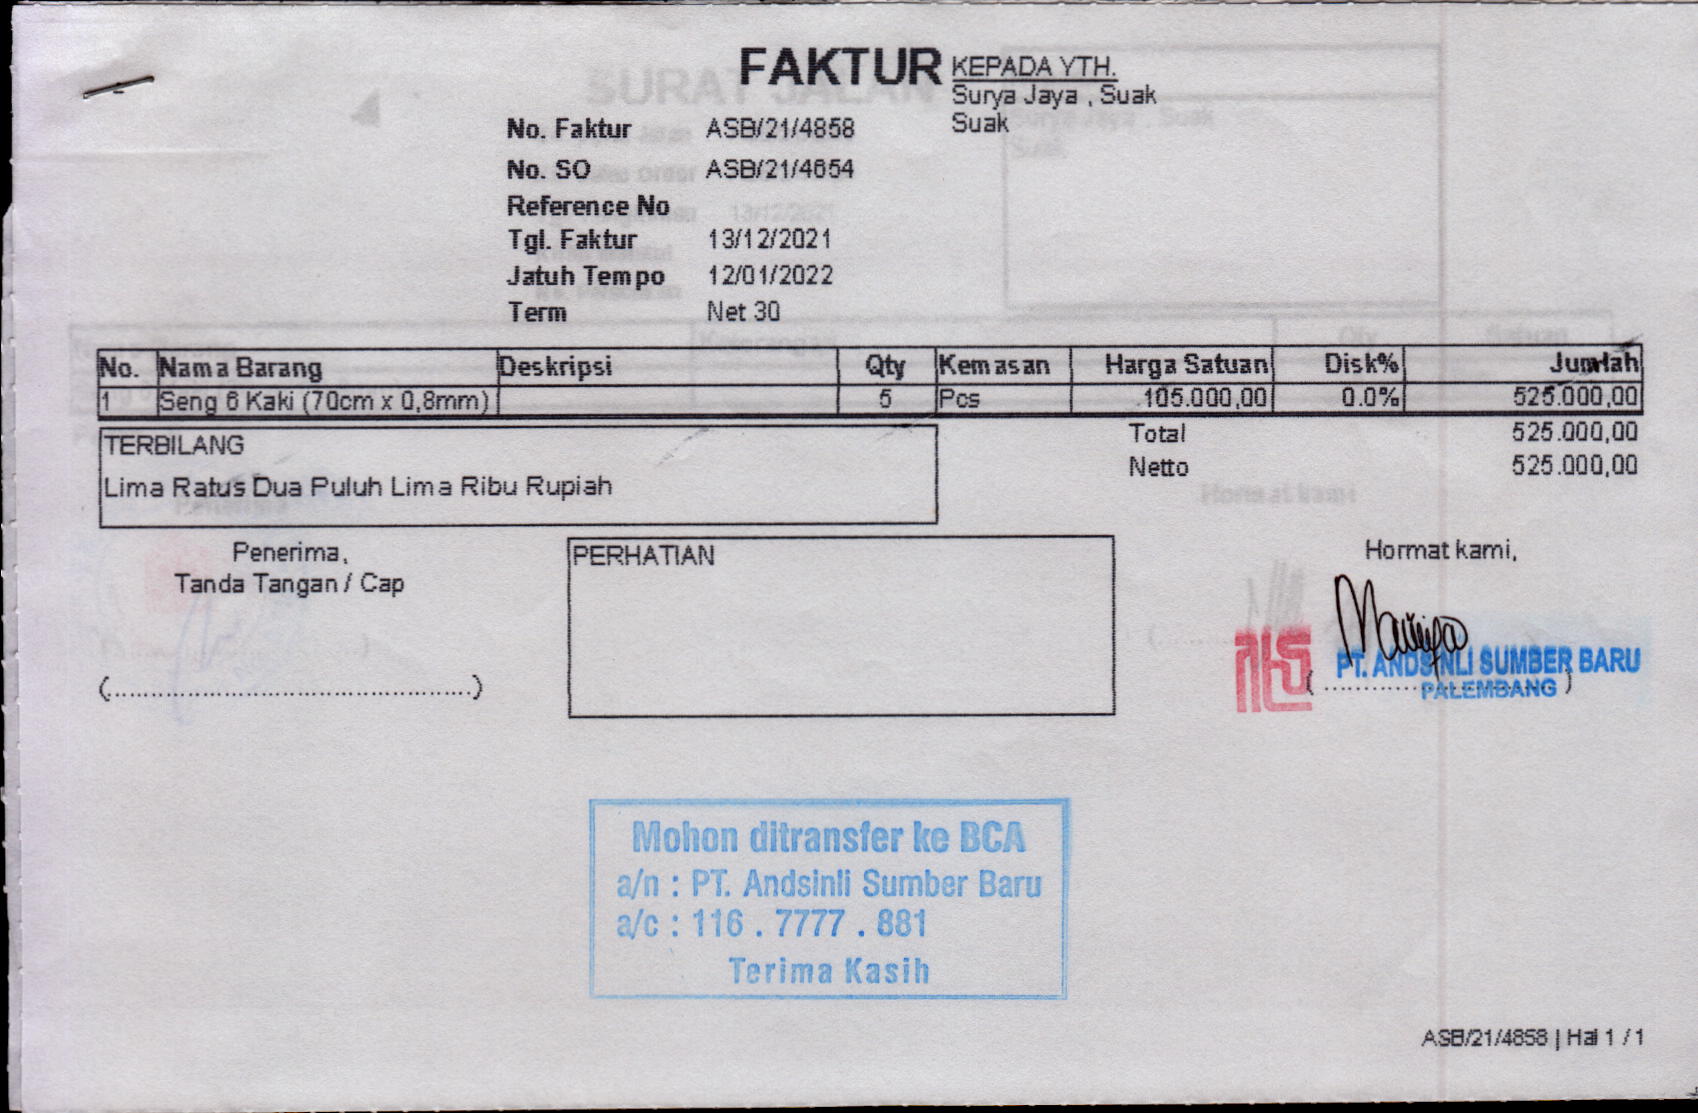 FAKTUR
KEPADA YTH.
Surya Jaya , Suak
Suak
No. Faktur ASB/21/4858
No. SO ASB/21/4654
Reference No
Tgl. Faktur 13/12/2021
Jatuh Tempo 12/01/2022
Term Net 30
No. Nama Barang Deskripsi Qty Kemasan Harga Satuan Disk% Jumlah
1 Seng 6 Kaki (70cm x 0,8mm) 5 Pcs 105.000,00 0.0% 525.000,00
TERBILANG
Lima Ratus Dua Puluh Lima Ribu Rupiah
Total 525.000,00
Netto 525.000,00
Penerima,
Tanda Tangan / Cap
(..............................................)
PERHATIAN
Hormat kami,
PT. ANDSINLI SUMBER BARU
PALEMBANG
Mohon ditransfer ke BCA
a/n : PT. Andsinli Sumber Baru
a/c : 116 . 7777 . 881
Terima Kasih
ASB/21/4858 | Hal 1 / 1